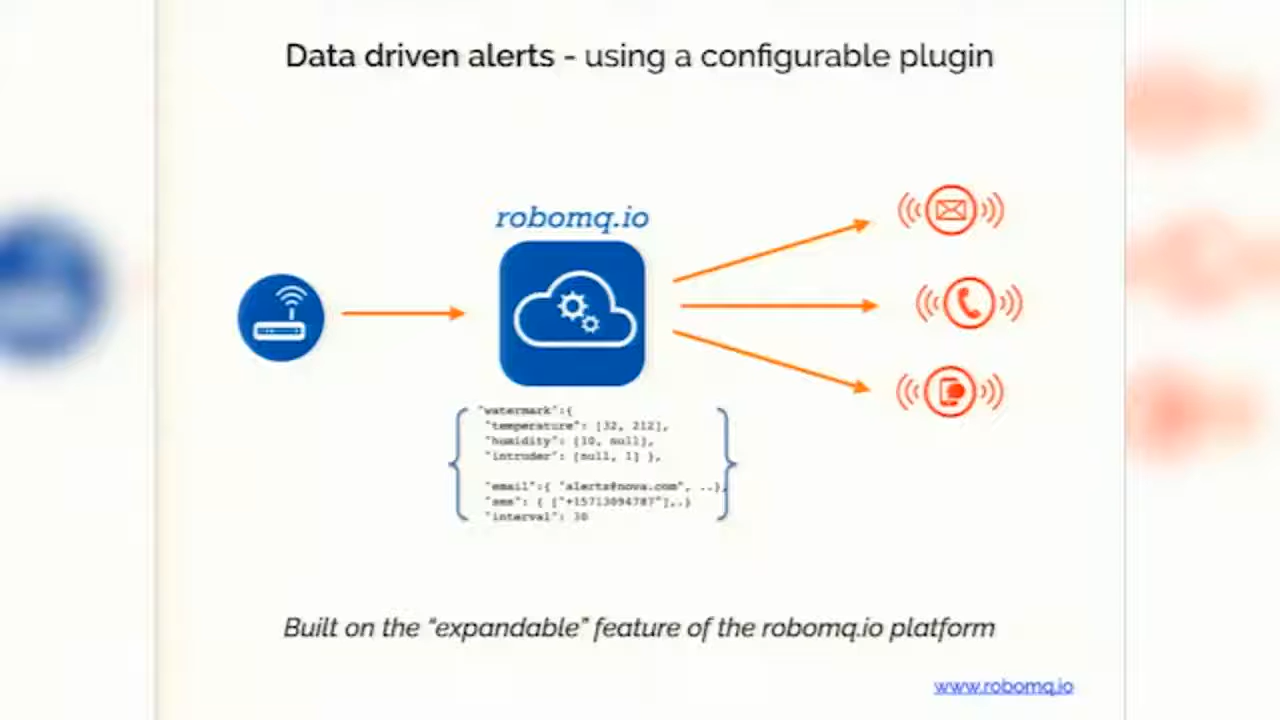 Data driven alerts - using a configurable plugin
robomq.io
"watermark":{
"temperature": [32, 212],
"humidity": [10, null],
"intruder": [null, 1] },
"email":{ "alerts@nova.com", ..},
"sms": { ["+15713094787"],..}
"interval": 30
Built on the "expandable" feature of the robomq.io platform
www.robomq.io